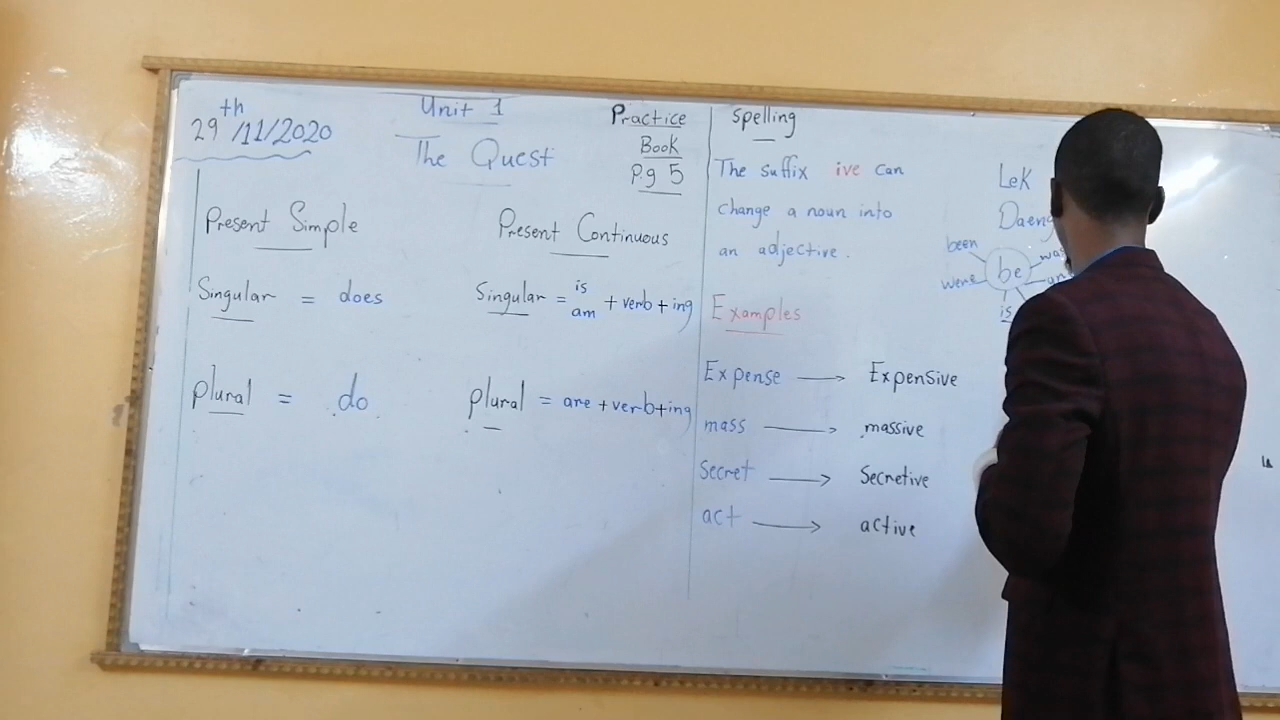 29th/11/2020
Unit 1
The Quest
Practice
Book
P.g 5
Present Simple
Singular = does
plural = do
Present Continuous
Singular = is am + verb + ing
plural = are + verb + ing
Spelling
The suffix ive can
change a noun into
an adjective.
Examples
Expense → Expensive
mass → massive
Secret → Secretive
act → active
Lek
Daeng
been
were
be
is